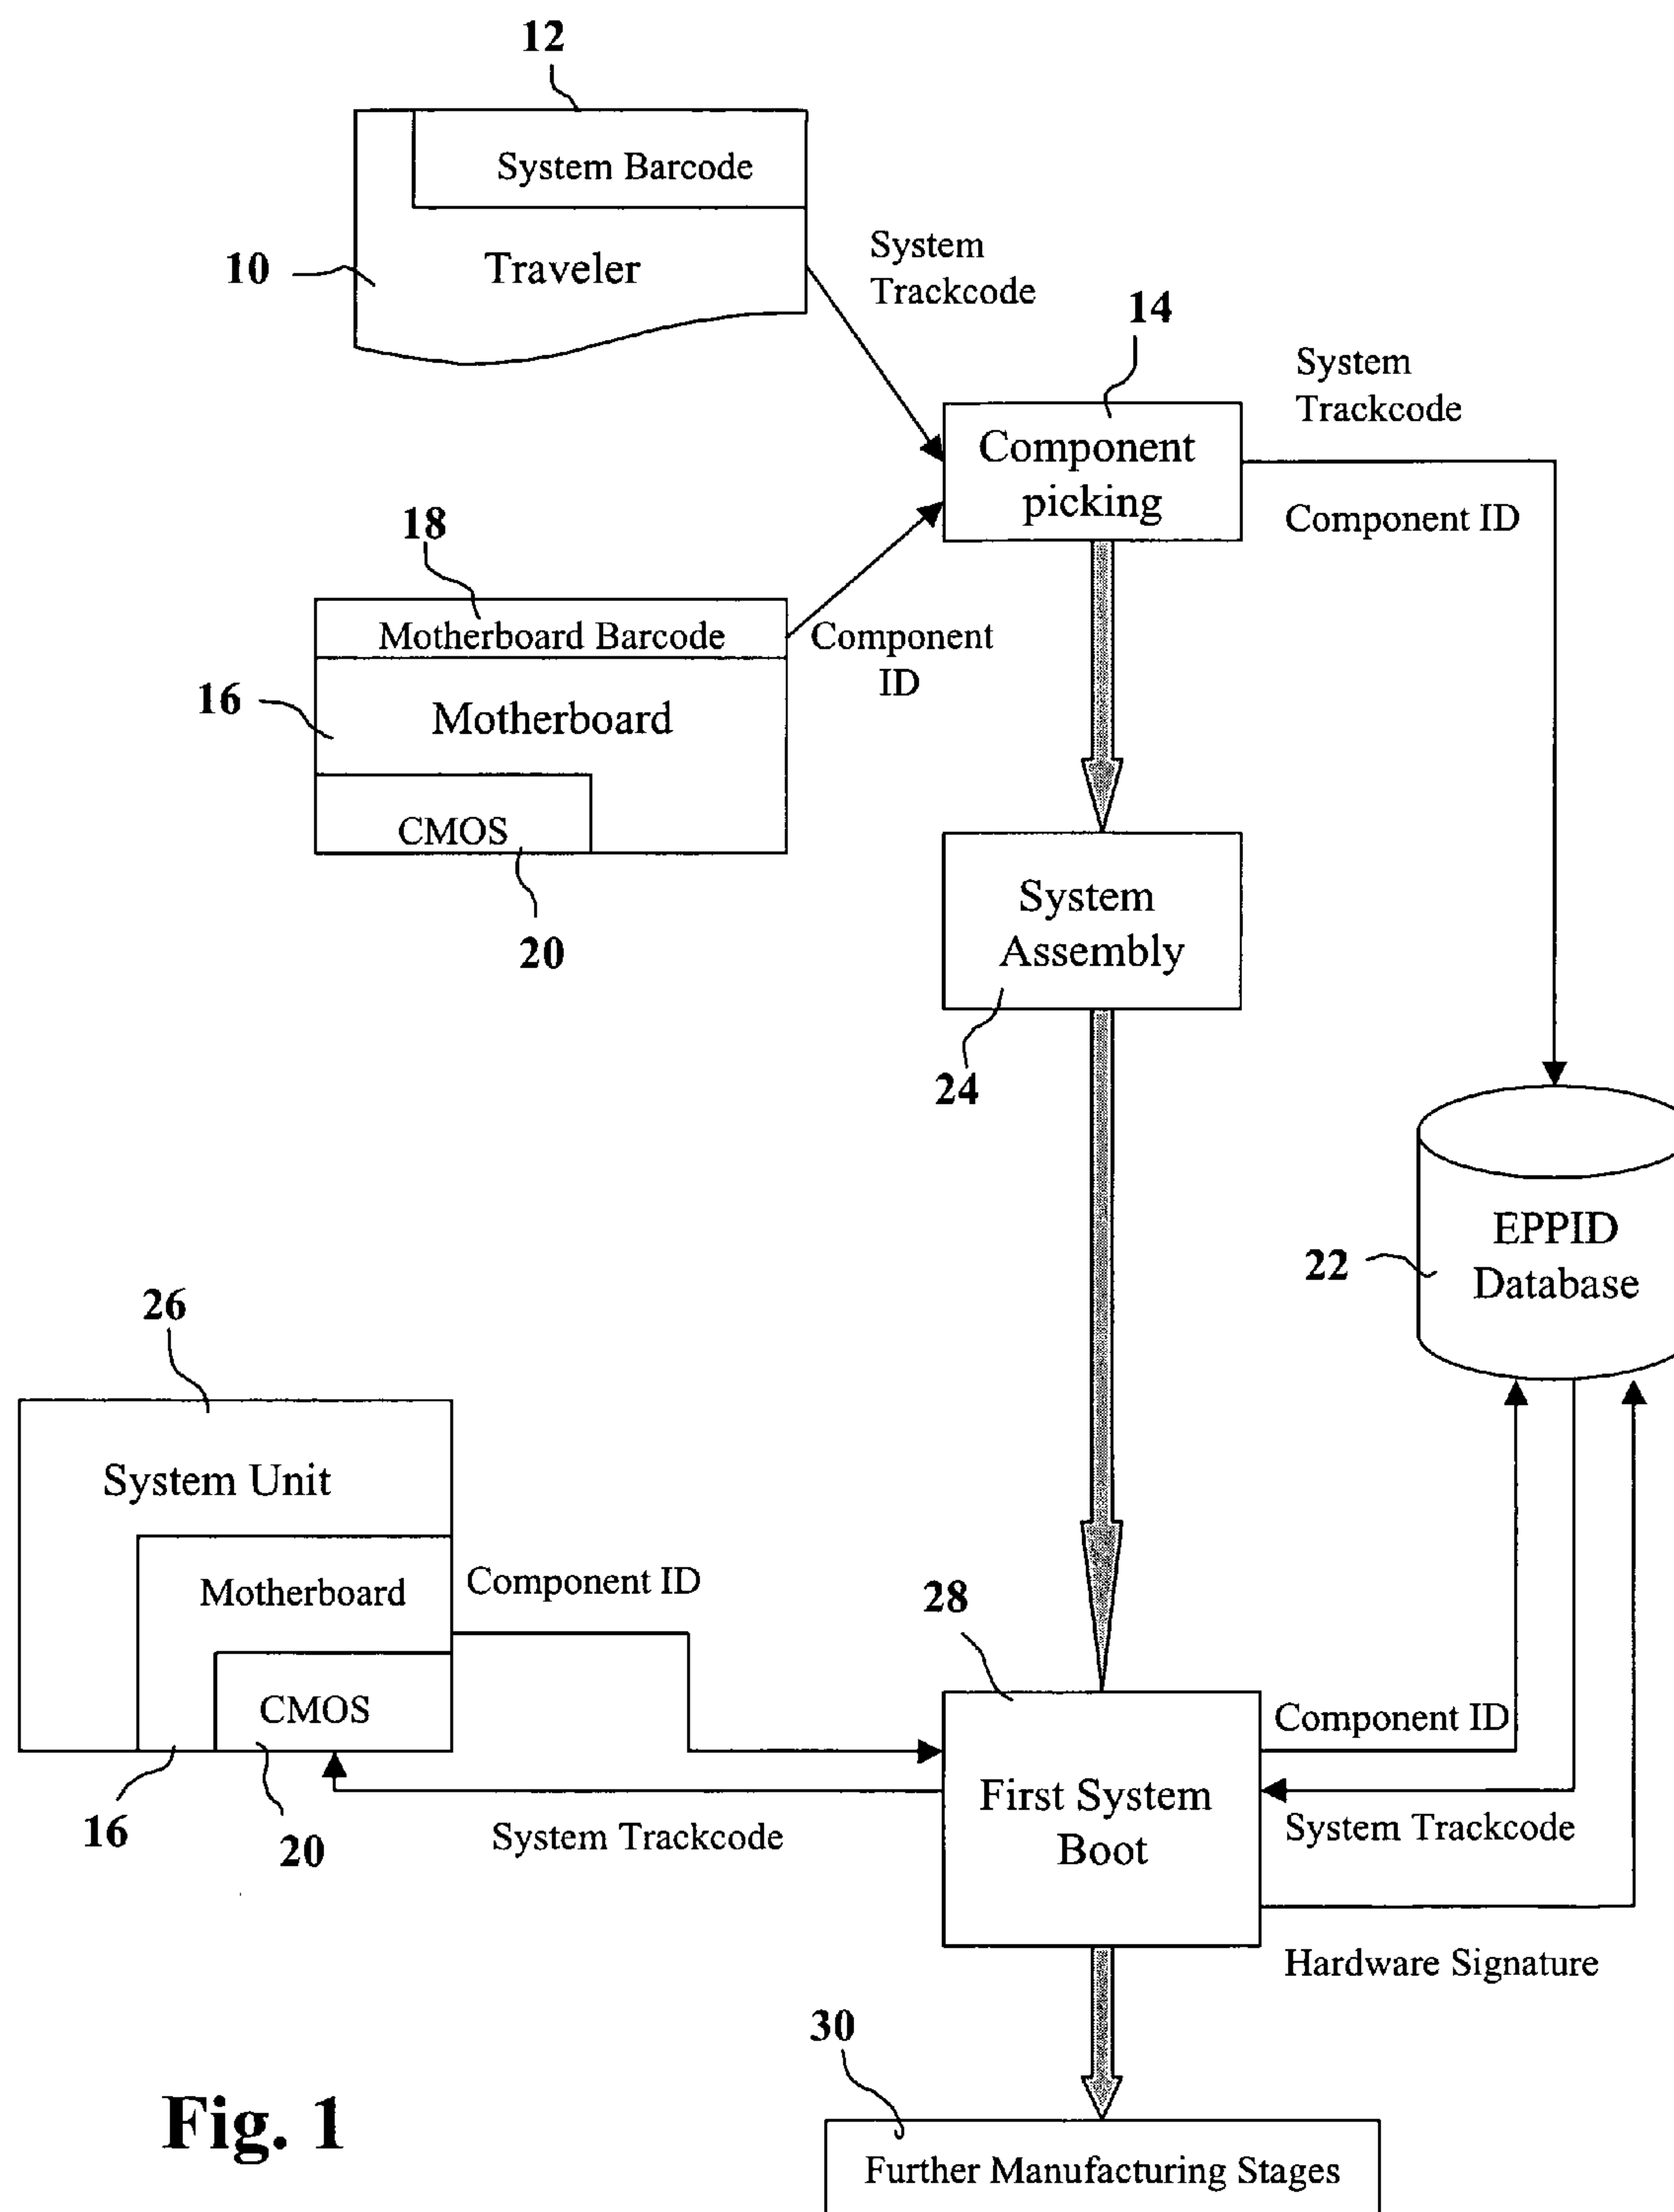 12
System Barcode
10
Traveler
System
Trackcode
14
System
Trackcode
Component
picking
Component ID
18
Motherboard Barcode
Component
ID
16
Motherboard
CMOS
20
System
Assembly
24
EPPID
Database
22
26
System Unit
Motherboard
Component ID
CMOS
16
20
28
Component ID
First System
Boot
System Trackcode
System Trackcode
Hardware Signature
30
Further Manufacturing Stages
Fig. 1